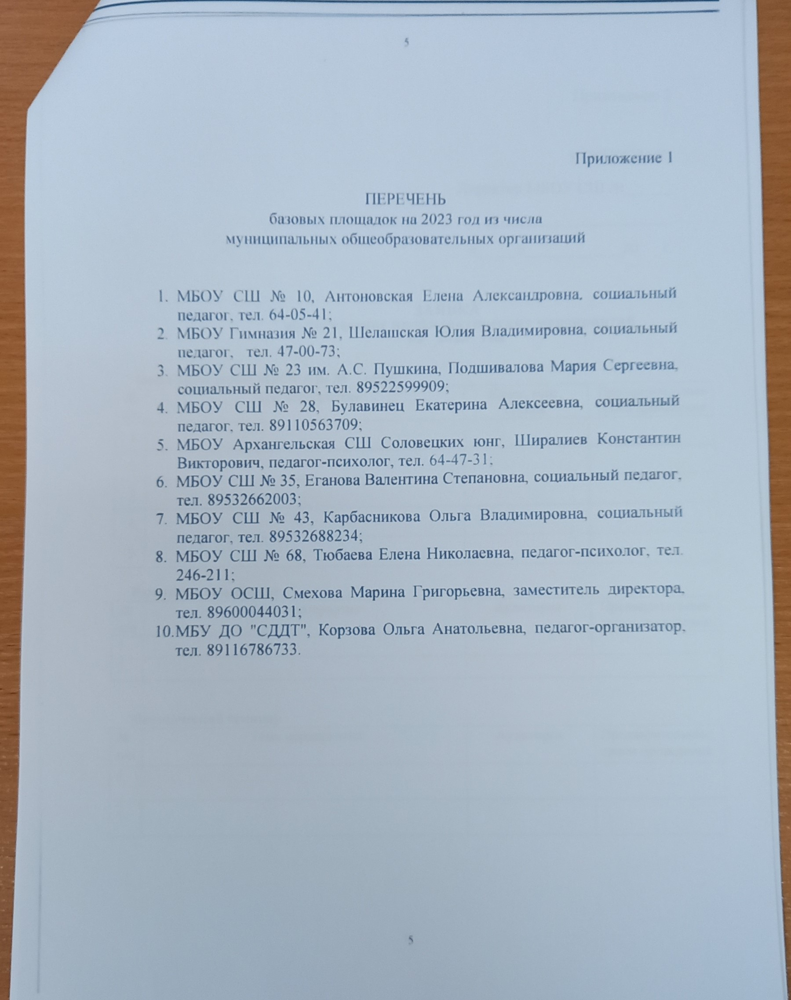 5
Приложение 1
ПЕРЕЧЕНЬ
базовых площадок на 2023 год из числа
муниципальных общеобразовательных организаций
1. МБОУ СШ № 10, Антоновская Елена Александровна, социальный
педагог, тел. 64-05-41;
2. МБОУ Гимназия № 21, Шелашская Юлия Владимировна, социальный
педагог, тел. 47-00-73;
3. МБОУ СШ № 23 им. А.С. Пушкина, Подшивалова Мария Сергеевна,
социальный педагог, тел. 89522599909;
4. МБОУ СШ № 28, Булавинец Екатерина Алексеевна, социальный
педагог, тел. 89110563709;
5. МБОУ Архангельская СШ Соловецких юнг, Ширалиев Константин
Викторович, педагог-психолог, тел. 64-47-31;
6. МБОУ СШ № 35, Еганова Валентина Степановна, социальный педагог,
тел. 89532662003;
7. МБОУ СШ № 43, Карбасникова Ольга Владимировна, социальный
педагог, тел. 89532688234;
8. МБОУ СШ № 68, Тюбаева Елена Николаевна, педагог-психолог, тел.
246-211;
9. МБОУ ОСШ, Смехова Марина Григорьевна, заместитель директора,
тел. 89600044031;
10.МБУ ДО "СДДТ", Корзова Ольга Анатольевна, педагог-организатор,
тел. 89116786733.
5